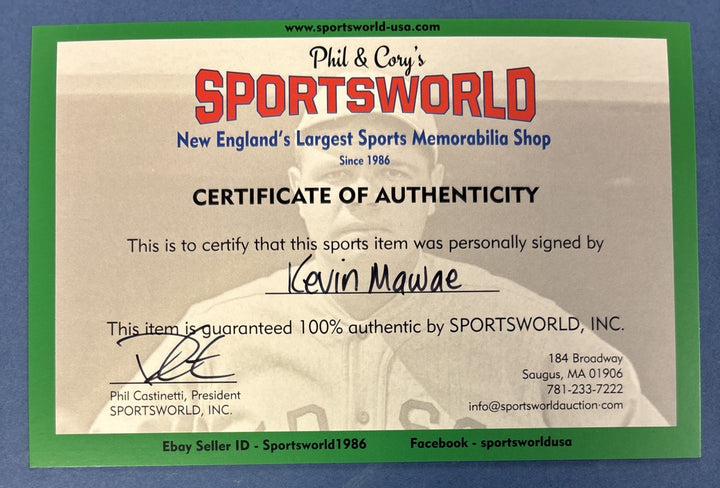 www.sportsworld-usa.com
Phil & Cory's
SPORTSWORLD
New England's Largest Sports Memorabilia Shop
Since 1986
CERTIFICATE OF AUTHENTICITY
This is to certify that this sports item was personally signed by
Kevin Mawae
This item is guaranteed 100% authentic by SPORTSWORLD, INC.
Phil Castinetti, President
SPORTSWORLD, INC.
184 Broadway
Saugus, MA 01906
781-233-7222
info@sportsworldauction.com
Ebay Seller ID - Sportsworld1986 Facebook - sportsworldusa